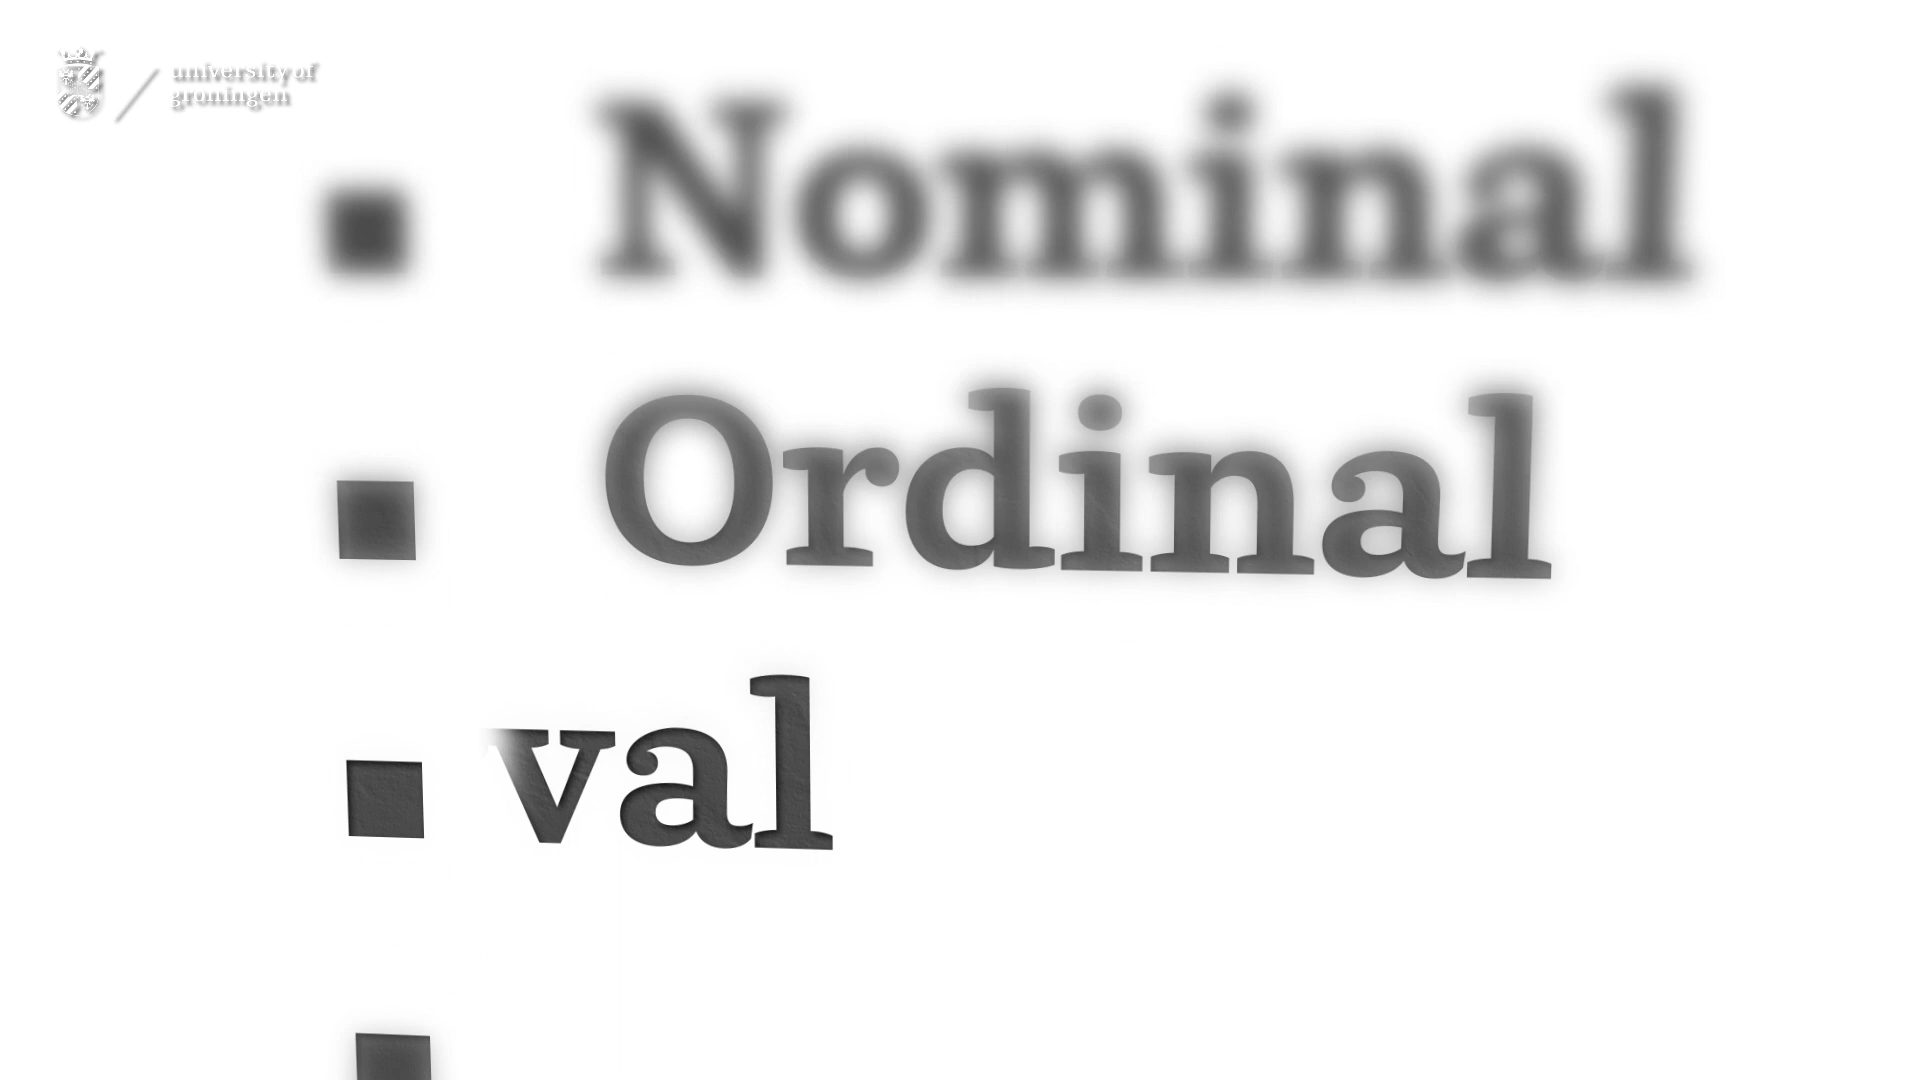 university of
groningen
Nominal
Ordinal
val